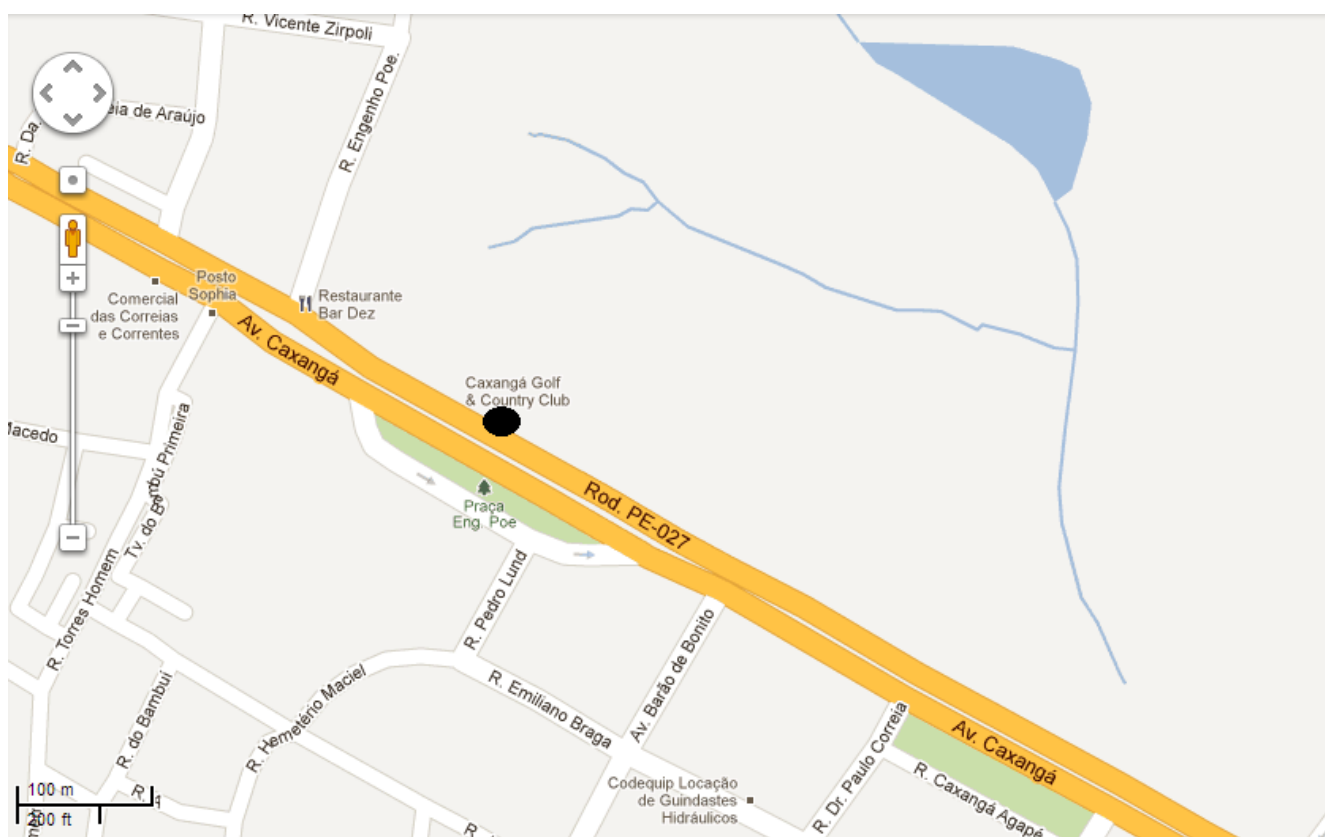 R. Vicente Zirpoli
eia de Araújo
R. Da.
R. Engenho Poe.
Posto
Sophia
Comercial
das Correias
e Correntes
Restaurante
Bar Dez
Av. Caxangá
Caxangá Golf
& Country Club
Macedo
Tv. do Bambú Primeira
Praça
Eng. Poe
Rod. PE-027
R. Pedro Lund
R. Torres Homem
Av. Barão de Bonito
R. Hemetério Maciel
R. Emiliano Braga
R. do Bambuí
R. Dr. Paulo Correia
Av. Caxangá
R. Caxangá Agapé
Codequip Locação
de Guindastes
Hidráulicos
100 m
200 ft
R.
R.